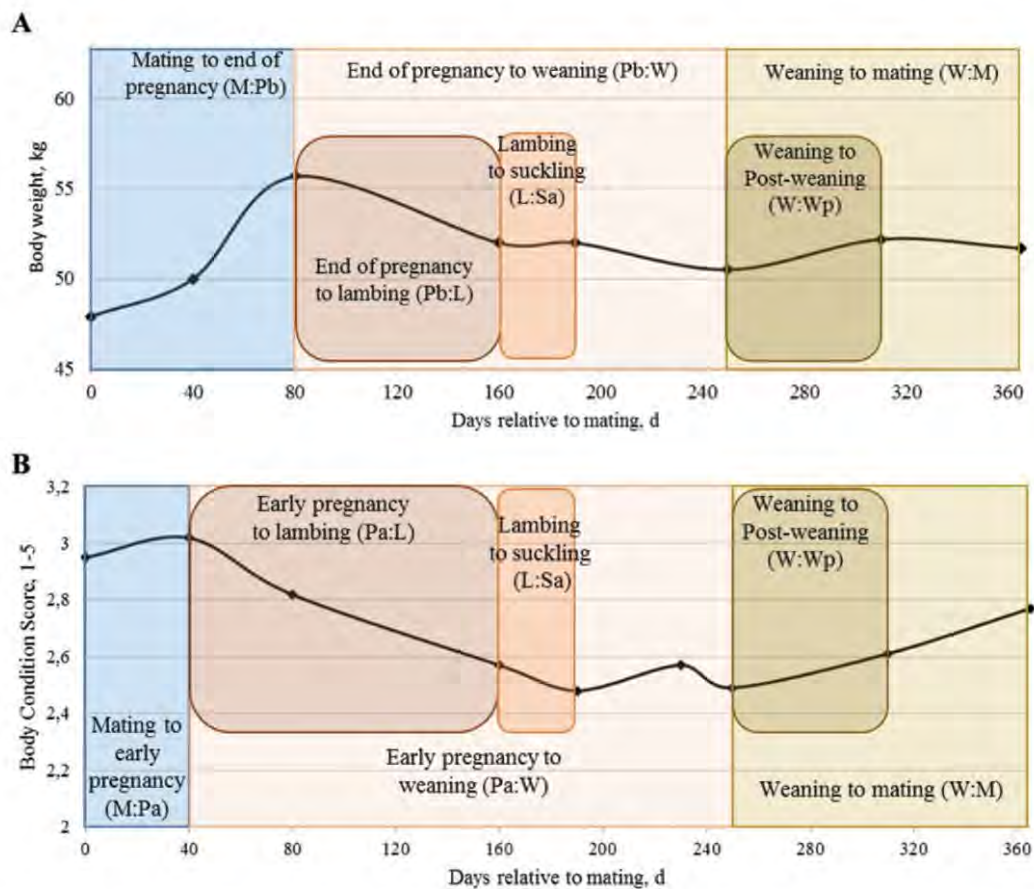 A
Mating to end of
pregnancy (M:Pb)
End of pregnancy to weaning (Pb:W)
Weaning to mating (W:M)
Lambing
to suckling
(L:Sa)
Weaning to
Post-weaning
(W:Wp)
End of pregnancy
to lambing (Pb:L)
Body weight, kg
60
55
50
45
0 40 80 120 160 200 240 280 320 360
Days relative to mating, d
B
Early pregnancy
to lambing (Pa:L)
Lambing
to suckling
(L:Sa)
Weaning to
Post-weaning
(W:Wp)
Mating to
early
pregnancy
(M:Pa)
Early pregnancy to
weaning (Pa:W)
Weaning to mating (W:M)
Body Condition Score, 1-5
3,2
3
2,8
2,6
2,4
2,2
2
0 40 80 120 160 200 240 280 320 360
Days relative to mating, d